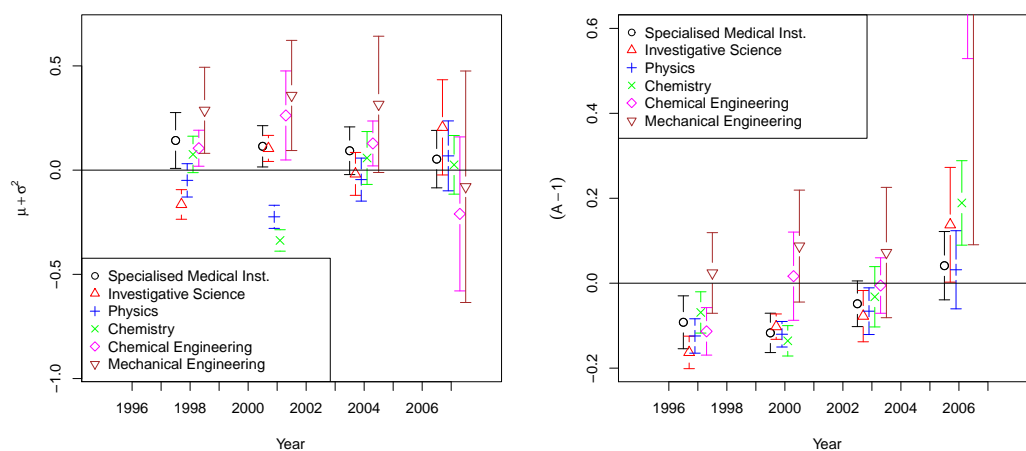 μ+σ²
0.5
0.0
−0.5
−1.0
Specialised Medical Inst.
Investigative Science
Physics
Chemistry
Chemical Engineering
Mechanical Engineering
1996 1998 2000 2002 2004 2006
Year
(A−1)
0.6
0.4
0.2
0.0
−0.2
Specialised Medical Inst.
Investigative Science
Physics
Chemistry
Chemical Engineering
Mechanical Engineering
1996 1998 2000 2002 2004 2006
Year